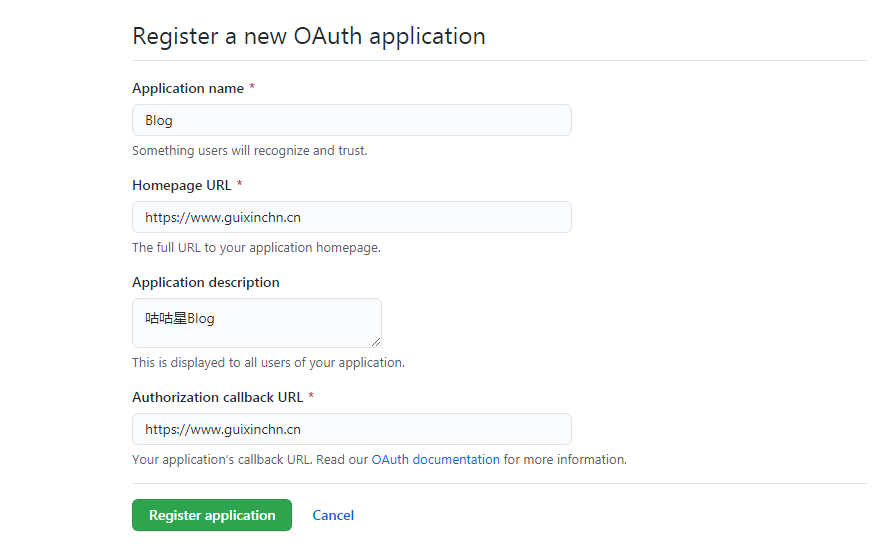 Register a new OAuth application
Application name *
Blog
Something users will recognize and trust.
Homepage URL *
https://www.guixinchn.cn
The full URL to your application homepage.
Application description
咕咕星Blog
This is displayed to all users of your application.
Authorization callback URL *
https://www.guixinchn.cn
Your application’s callback URL. Read our OAuth documentation for more information.
Register application Cancel